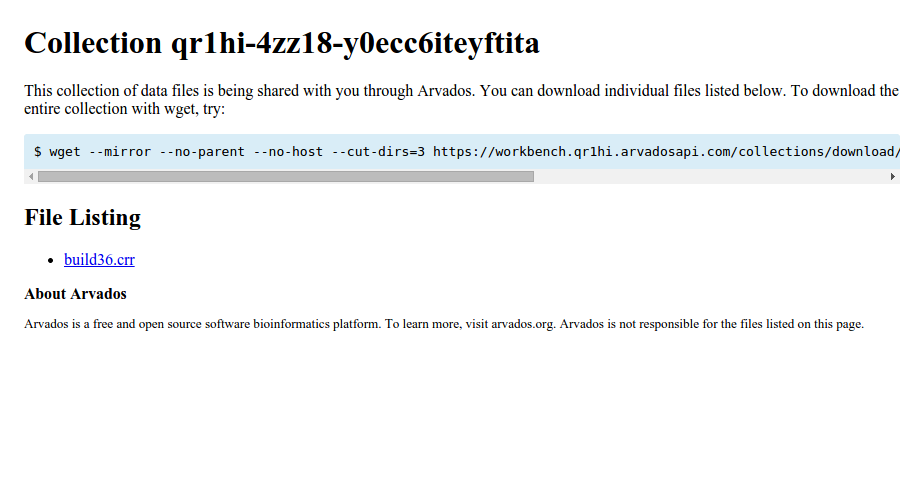 Collection qr1hi-4zz18-y0ecc6iteyftita
This collection of data files is being shared with you through Arvados. You can download individual files listed below. To download the
entire collection with wget, try:
$ wget --mirror --no-parent --no-host --cut-dirs=3 https://workbench.qr1hi.arvadosapi.com/collections/download/
File Listing
build36.crr
About Arvados
Arvados is a free and open source software bioinformatics platform. To learn more, visit arvados.org. Arvados is not responsible for the files listed on this page.